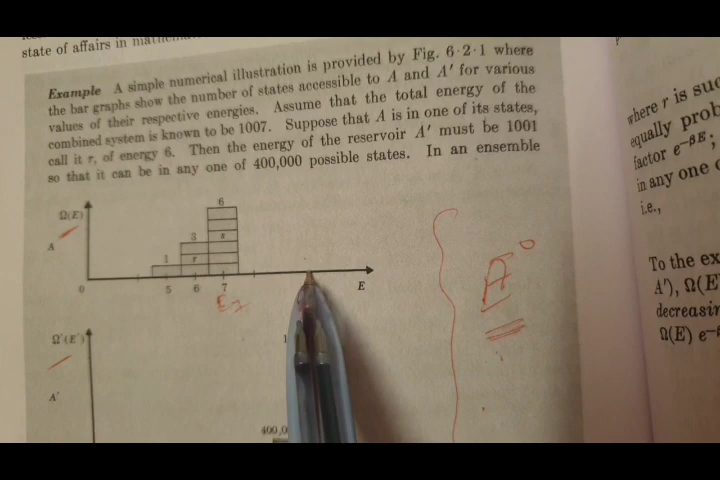 state of affairs in
Example A simple numerical illustration is provided by Fig. 6·2·1 where
the bar graphs show the number of states accessible to A and A′ for various
values of their respective energies. Assume that the total energy of the
combined system is known to be 1007. Suppose that A is in one of its states,
call it r, of energy 6. Then the energy of the reservoir A′ must be 1001
so that it can be in any one of 400,000 possible states. In an ensemble
Ω(E)
A
6
3
1
r
0
5 6 7
E
Ω′(E′)
A′
400,0
where r is suc
equally prob
factor e−βE;
in any one
i.e.,
To the ex
A′), Ω(E
decreasin
Ω(E) e−